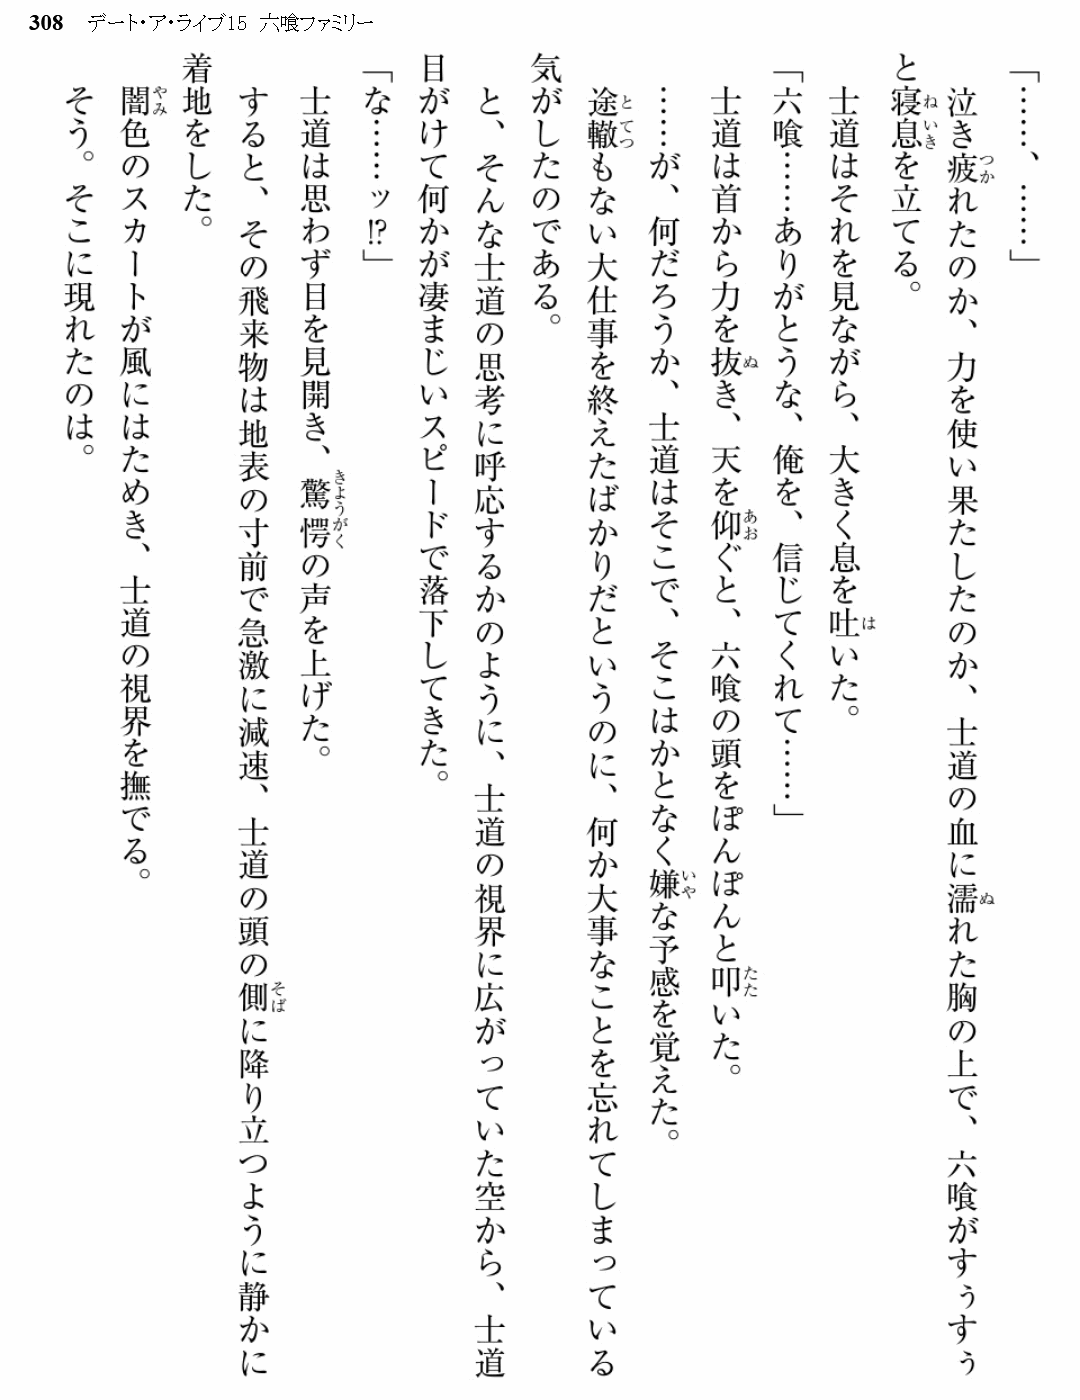 308 デート・ア・ライブ15 六喰ファミリー
「……、……」
　泣き疲れたのか、力を使い果たしたのか、士道の血に濡れた胸の上で、六喰がすぅすぅ
と寝息を立てる。
　士道はそれを見ながら、大きく息を吐いた。
「六喰……ありがとうな、俺を、信じてくれて……」
　士道は首から力を抜き、天を仰ぐと、六喰の頭をぽんぽんと叩いた。
　……が、何だろうか、士道はそこで、そこはかとなく嫌な予感を覚えた。
　途轍もない大仕事を終えたばかりだというのに、何か大事なことを忘れてしまっている
気がしたのである。
　と、そんな士道の思考に呼応するかのように、士道の視界に広がっていた空から、士道
目がけて何かが凄まじいスピードで落下してきた。
「な……ッ!?」
　士道は思わず目を見開き、驚愕の声を上げた。
　すると、その飛来物は地表の寸前で急激に減速、士道の頭の側に降り立つように静かに
着地をした。
　闇色のスカートが風にはためき、士道の視界を撫でる。
　そう。そこに現れたのは。